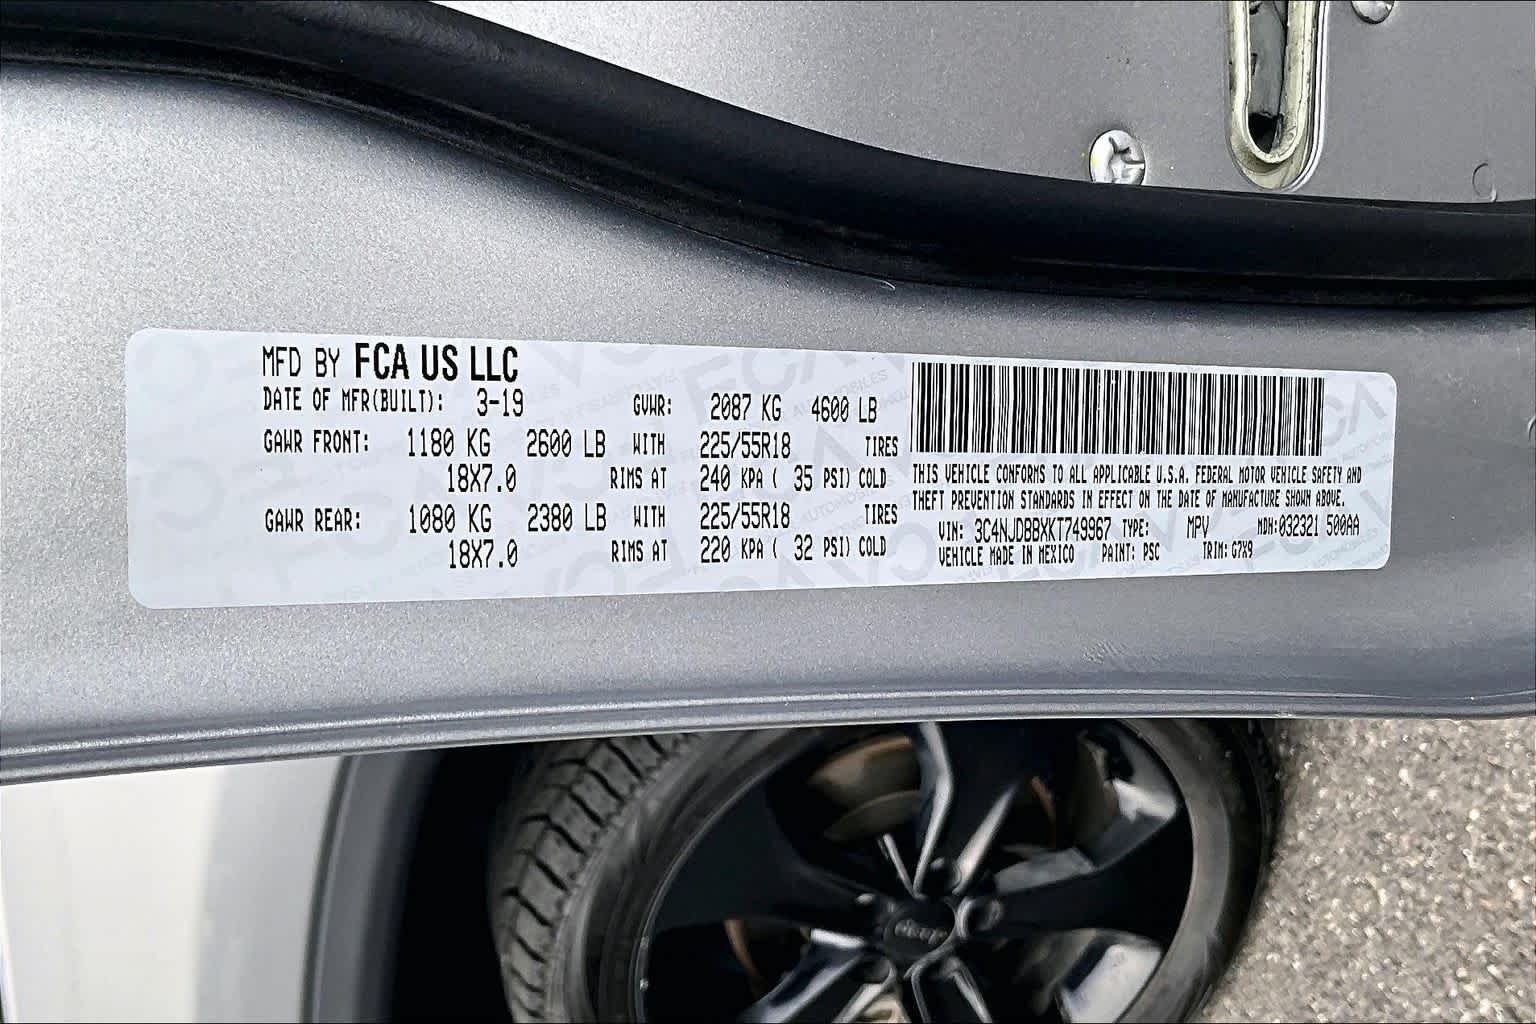 MFD BY FCA US LLC
DATE OF MFR(BUILT): 3-19 GVWR: 2087 KG 4600 LB
GAWR FRONT: 1180 KG 2600 LB WITH 225/55R18 TIRES
18X7.0 RIMS AT 240 KPA ( 35 PSI) COLD
GAWR REAR: 1080 KG 2380 LB WITH 225/55R18 TIRES
18X7.0 RIMS AT 220 KPA ( 32 PSI) COLD
THIS VEHICLE CONFORMS TO ALL APPLICABLE U.S.A. FEDERAL MOTOR VEHICLE SAFETY AND
THEFT PREVENTION STANDARDS IN EFFECT ON THE DATE OF MANUFACTURE SHOWN ABOVE.
VIN: 3C4NJDBBXKT749967 TYPE: MPV MDH:032321 500AA
VEHICLE MADE IN MEXICO PAINT: PSC TRIM: G7X9
Jeep